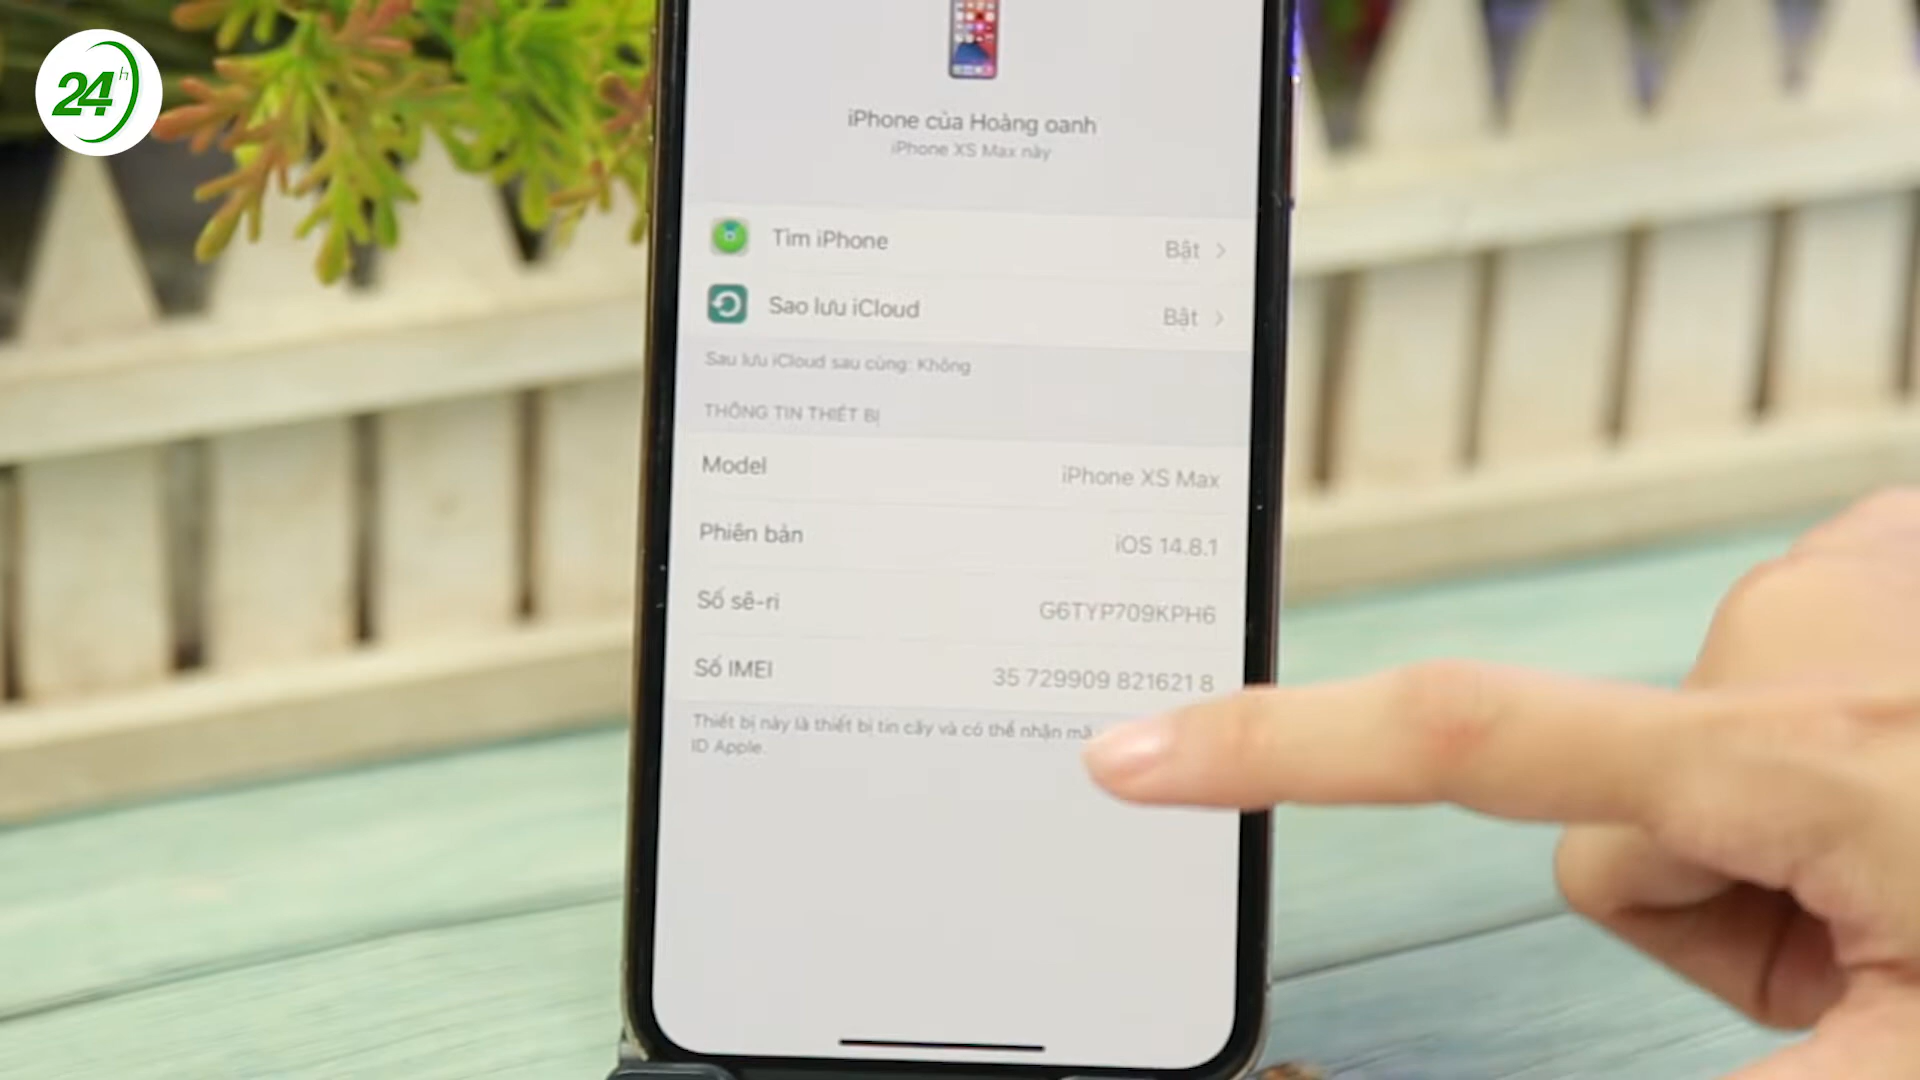 24h
iPhone của Hoàng oanh
iPhone XS Max này
Tìm iPhone Bật
Sao lưu iCloud Bật
Sau lưu iCloud sau cùng: Không
THÔNG TIN THIẾT BỊ
Model iPhone XS Max
Phiên bản iOS 14.8.1
Số sê-ri G6TYP709KPH6
Số IMEI 35 729909 821621 8
Thiết bị này là thiết bị tin cậy và có thể nhận mã
ID Apple.